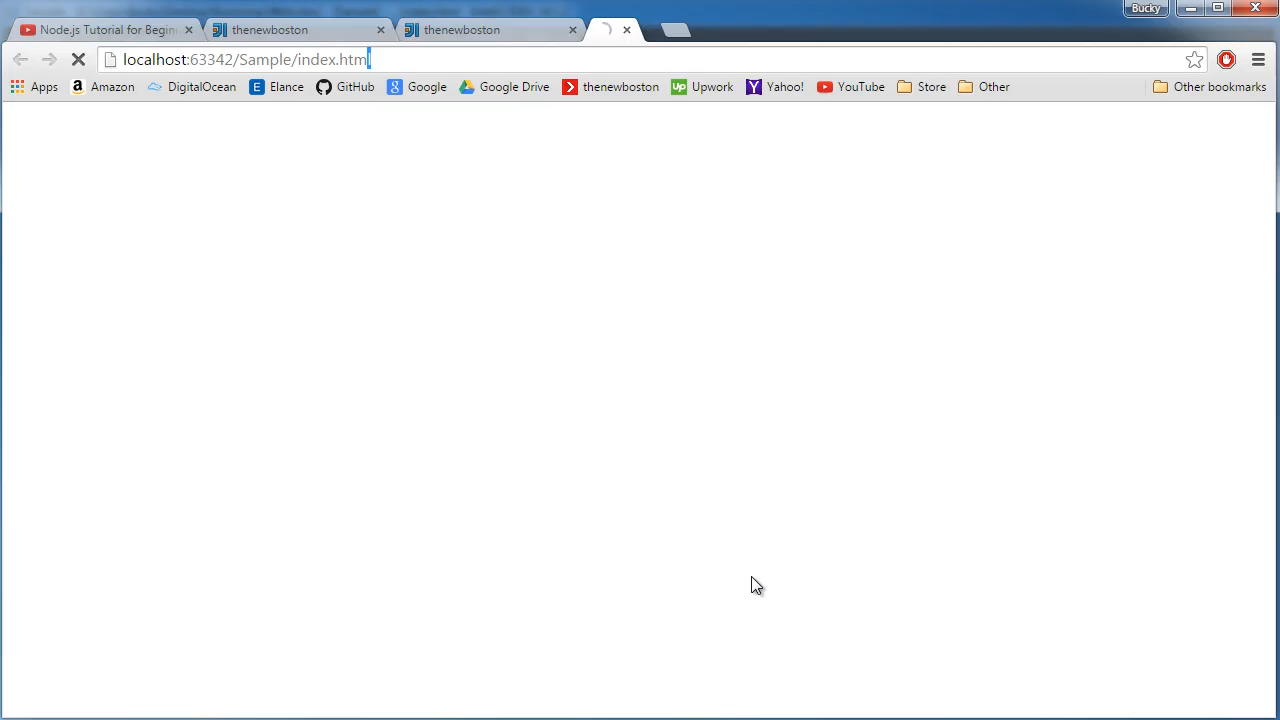 Bucky
Node.js Tutorial for Begin
thenewboston
thenewboston
localhost:63342/Sample/index.html
Apps
Amazon
DigitalOcean
Elance
GitHub
Google
Google Drive
thenewboston
Upwork
Yahoo!
YouTube
Store
Other
Other bookmarks